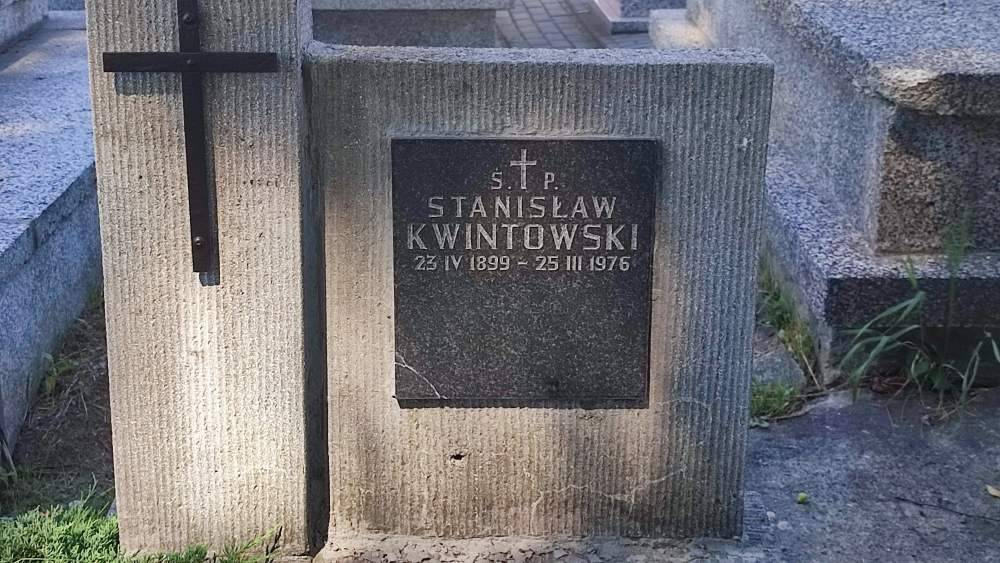 Ś. P.
STANISŁAW
KWINTOWSKI
23 IV 1899 - 25 III 1976